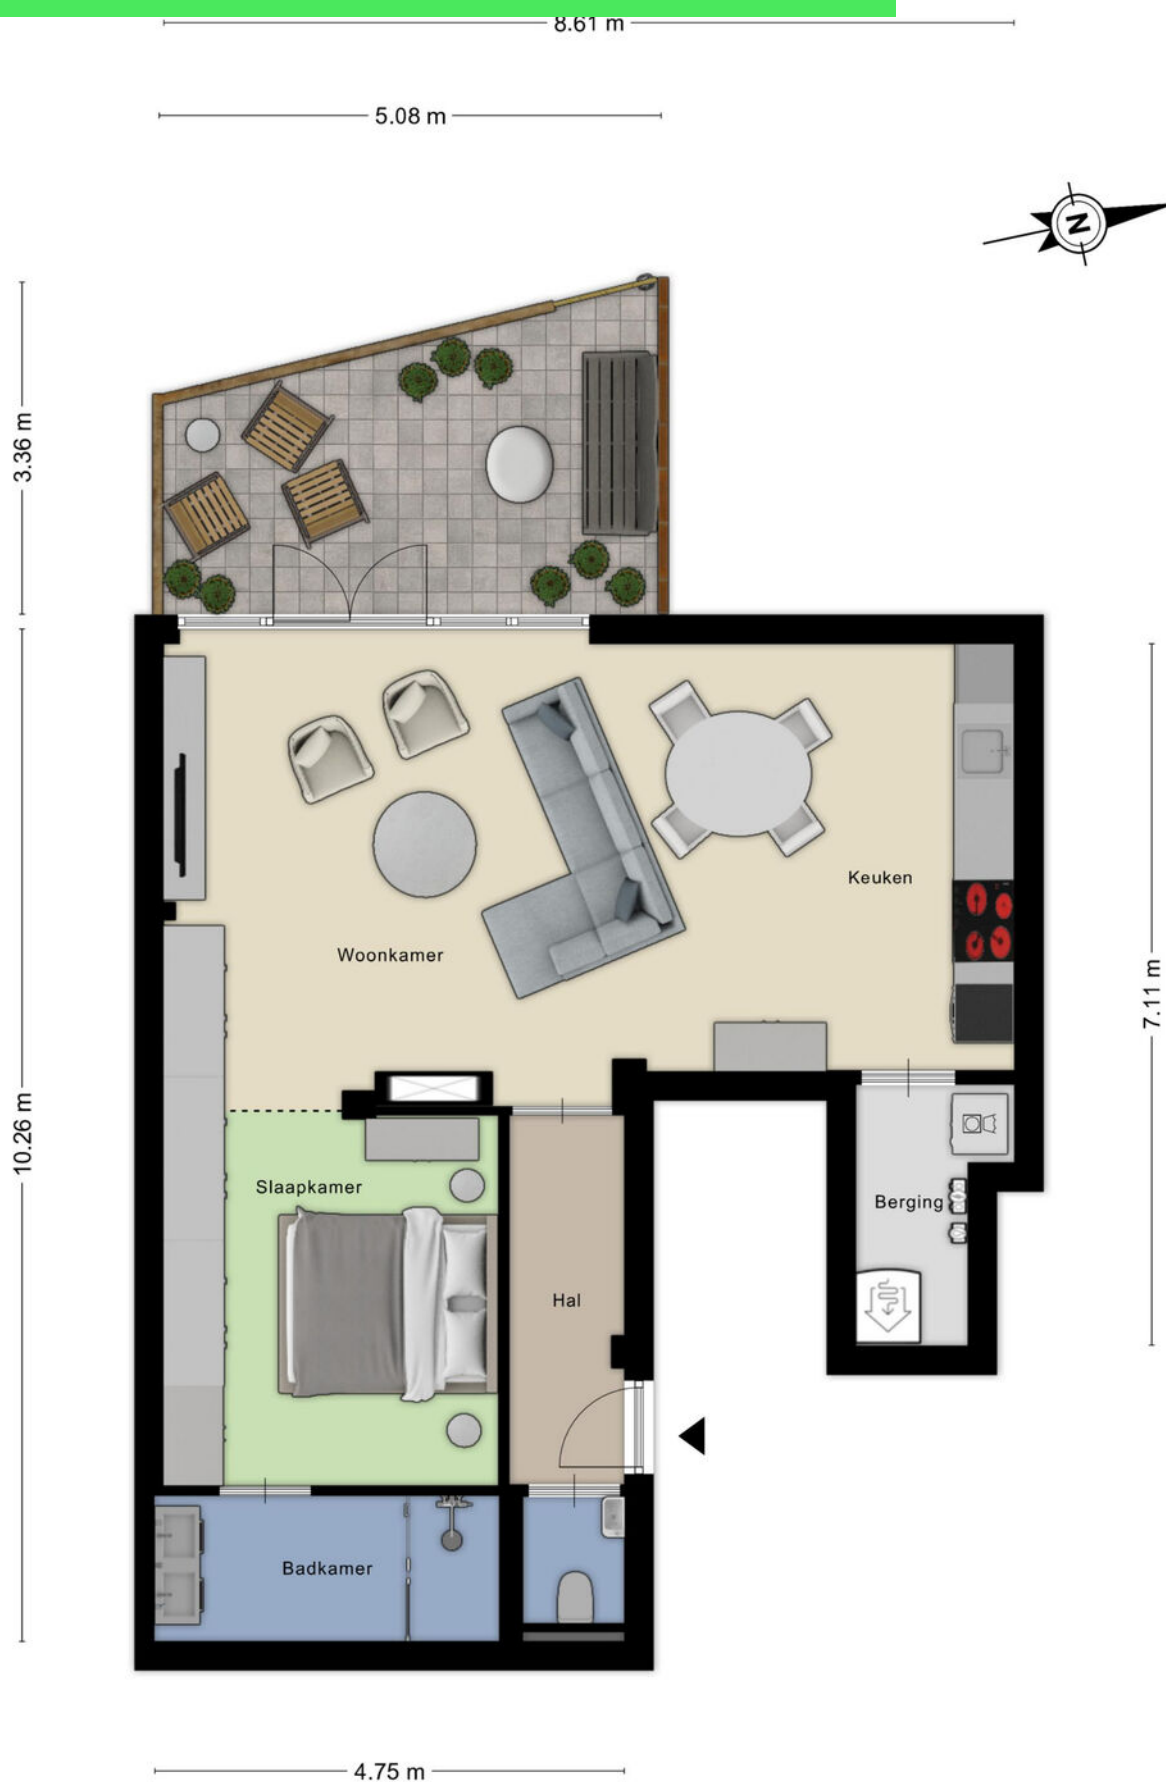 8.61 m
5.08 m
N
3.36 m
Keuken
Woonkamer
7.11 m
10.26 m
Slaapkamer
Berging
Hal
Badkamer
4.75 m